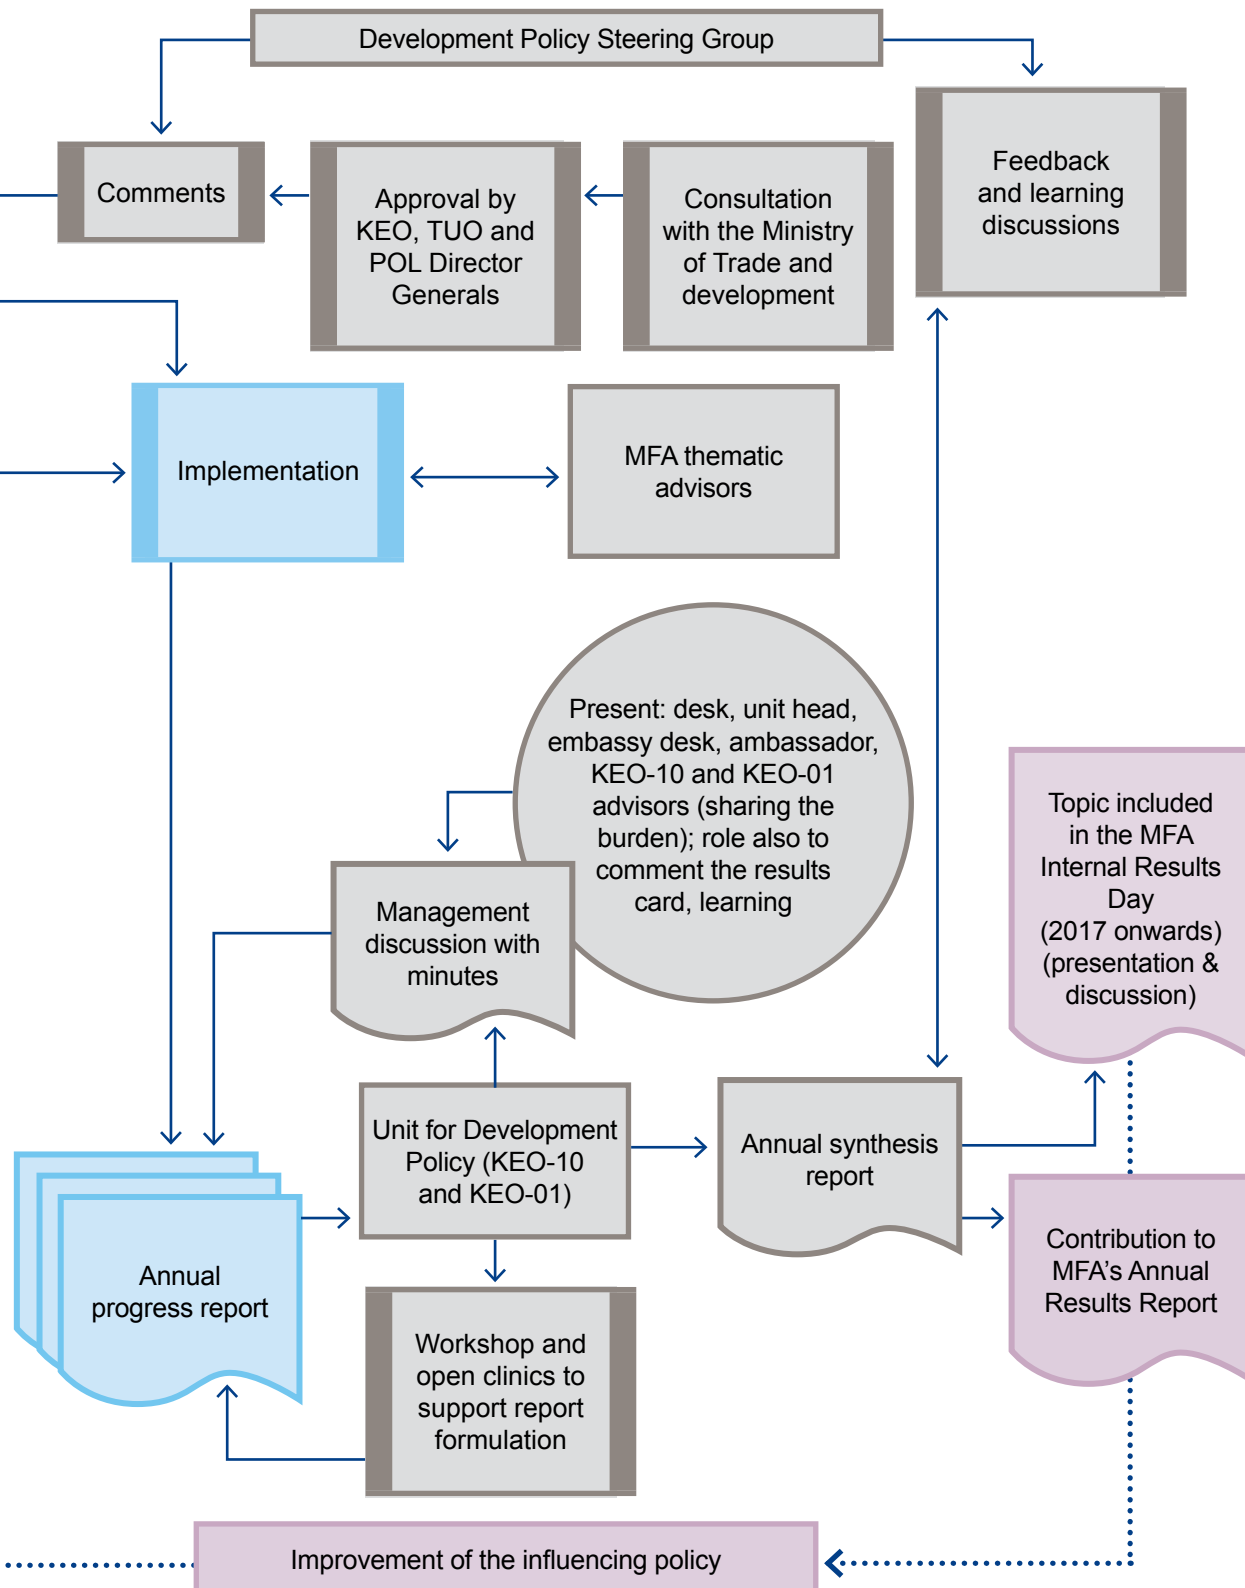 Development Policy Steering Group
Comments
Approval by
KEO, TUO and
POL Director
Generals
Consultation
with the Ministry
of Trade and
development
Feedback
and learning
discussions
Implementation
MFA thematic
advisors
Present: desk, unit head,
embassy desk, ambassador,
KEO-10 and KEO-01
advisors (sharing the
burden); role also to
comment the results
card, learning
Management
discussion with
minutes
Topic included
in the MFA
Internal Results
Day
(2017 onwards)
(presentation &
discussion)
Unit for Development
Policy (KEO-10
and KEO-01)
Annual synthesis
report
Annual
progress report
Contribution to
MFA's Annual
Results Report
Workshop and
open clinics to
support report
formulation
Improvement of the influencing policy